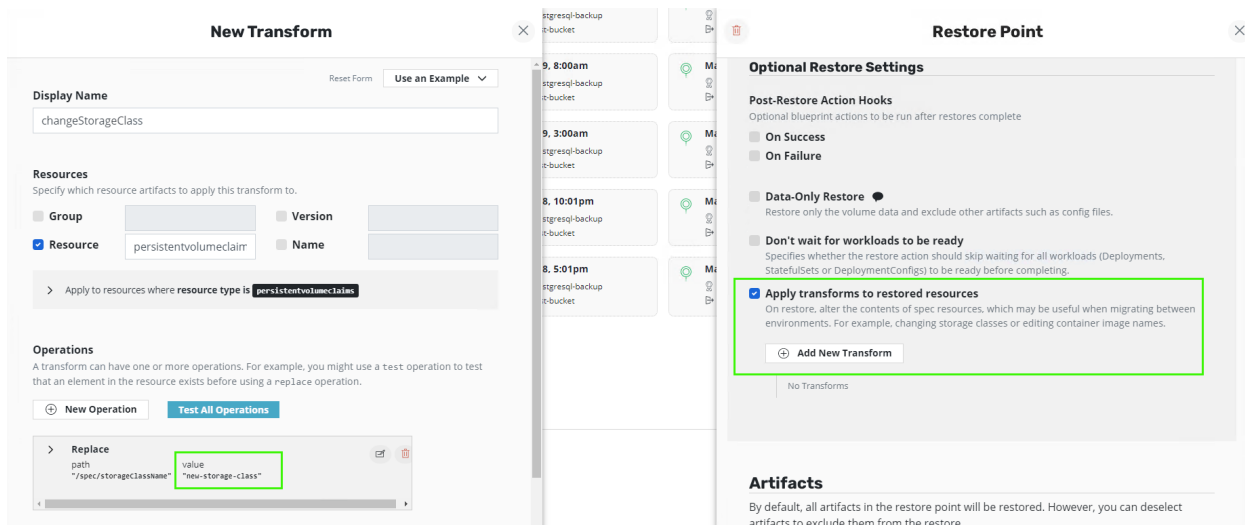 New Transform
Reset Form
Use an Example
Display Name
changeStorageClass
Resources
Specify which resource artifacts to apply this transform to.
Group
Version
Resource
persistentvolumeclaim
Name
Apply to resources where resource type is persistentvolumeclaims
Operations
A transform can have one or more operations. For example, you might use a test operation to test
that an element in the resource exists before using a replace operation.
New Operation
Test All Operations
Replace
path
value
"/spec/storageClassName"
"new-storage-class"
stgresql-backup
t-bucket
9, 8:00am
stgresql-backup
t-bucket
9, 3:00am
stgresql-backup
t-bucket
8, 10:01pm
stgresql-backup
t-bucket
8, 5:01pm
stgresql-backup
t-bucket
Ma
Ma
Ma
Ma
Restore Point
Optional Restore Settings
Post-Restore Action Hooks
Optional blueprint actions to be run after restores complete
On Success
On Failure
Data-Only Restore
Restore only the volume data and exclude other artifacts such as config files.
Don't wait for workloads to be ready
Specifies whether the restore action should skip waiting for all workloads (Deployments,
StatefulSets or DeploymentConfigs) to be ready before completing.
Apply transforms to restored resources
On restore, alter the contents of spec resources, which may be useful when migrating between
environments. For example, changing storage classes or editing container image names.
Add New Transform
No Transforms
Artifacts
By default, all artifacts in the restore point will be restored. However, you can deselect
artifacts to exclude them from the restore.